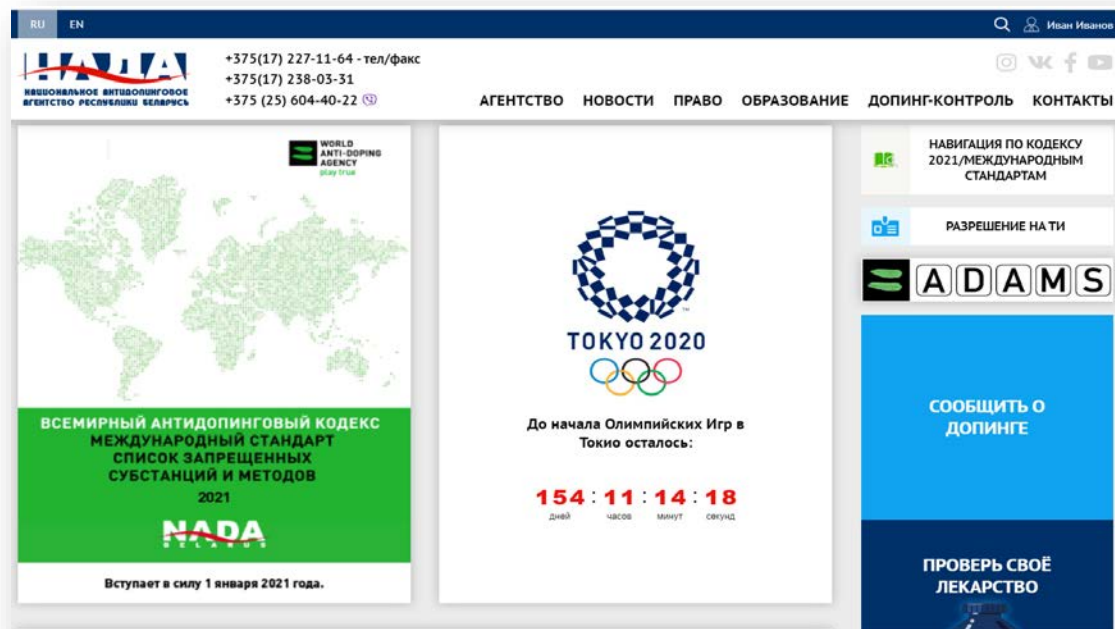 RU EN
Иван Иванов
НАДА
НАЦИОНАЛЬНОЕ АНТИДОПИНГОВОЕ
АГЕНТСТВО РЕСПУБЛИКИ БЕЛАРУСЬ
+375(17) 227-11-64 - тел/факс
+375(17) 238-03-31
+375 (25) 604-40-22
АГЕНТСТВО НОВОСТИ ПРАВО ОБРАЗОВАНИЕ ДОПИНГ-КОНТРОЛЬ КОНТАКТЫ
WORLD
ANTI-DOPING
AGENCY
play true
ВСЕМИРНЫЙ АНТИДОПИНГОВЫЙ КОДЕКС
МЕЖДУНАРОДНЫЙ СТАНДАРТ
СПИСОК ЗАПРЕЩЕННЫХ
СУБСТАНЦИЙ И МЕТОДОВ
2021
NADA
BELARUS
Вступает в силу 1 января 2021 года.
TOKYO 2020
До начала Олимпийских Игр в
Токио осталось:
154 : 11 : 14 : 18
дней часов минут секунд
НАВИГАЦИЯ ПО КОДЕКСУ
2021/МЕЖДУНАРОДНЫМ
СТАНДАРТАМ
РАЗРЕШЕНИЕ НА ТИ
ADAMS
СООБЩИТЬ О
ДОПИНГЕ
ПРОВЕРЬ СВОЁ
ЛЕКАРСТВО